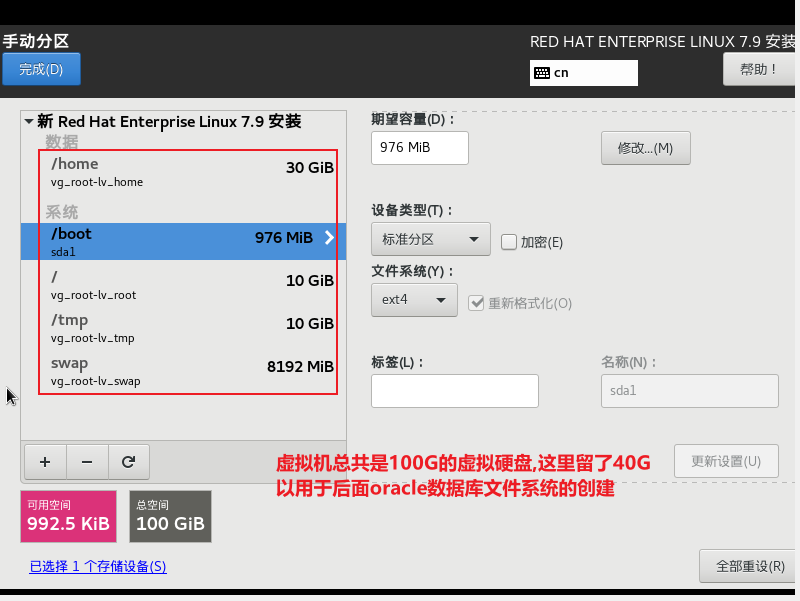 手动分区
RED HAT ENTERPRISE LINUX 7.9 安装
完成(D)
cn
帮助！
新 Red Hat Enterprise Linux 7.9 安装
数据
/home
30 GiB
vg_root-lv_home
系统
/boot
976 MiB
sda1
/
10 GiB
vg_root-lv_root
/tmp
10 GiB
vg_root-lv_tmp
swap
8192 MiB
vg_root-lv_swap
期望容量(D)：
976 MiB
修改...(M)
设备类型(T)：
标准分区
加密(E)
文件系统(Y)：
ext4
重新格式化(O)
标签(L)：
名称(N)：
sda1
虚拟机总共是100G的虚拟硬盘,这里留了40G
以用于后面oracle数据库文件系统的创建
更新设置(U)
可用空间
992.5 KiB
总空间
100 GiB
已选择 1 个存储设备(S)
全部重设(R)